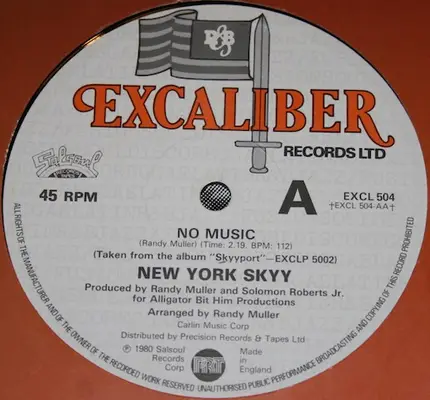 R&B
EXCALIBER
RECORDS LTD
Salsoul
45 RPM
A
EXCL 504
†EXCL 504-AA†
NO MUSIC
(Randy Muller) (Time: 2.19. BPM: 112)
(Taken from the album "Skyyport"—EXCLP 5002)
NEW YORK SKYY
Produced by Randy Muller and Solomon Roberts Jr.
for Alligator Bit Him Productions
Arranged by Randy Muller
Carlin Music Corp
Distributed by Precision Records & Tapes Ltd
℗ 1980 Salsoul
Records
Corp
Made in
England
ALL RIGHTS OF THE MANUFACTURER AND OF THE OWNER OF THE RECORDED WORK RESERVED UNAUTHORISED PUBLIC PERFORMANCE BROADCASTING AND COPYING OF THIS RECORD PROHIBITED